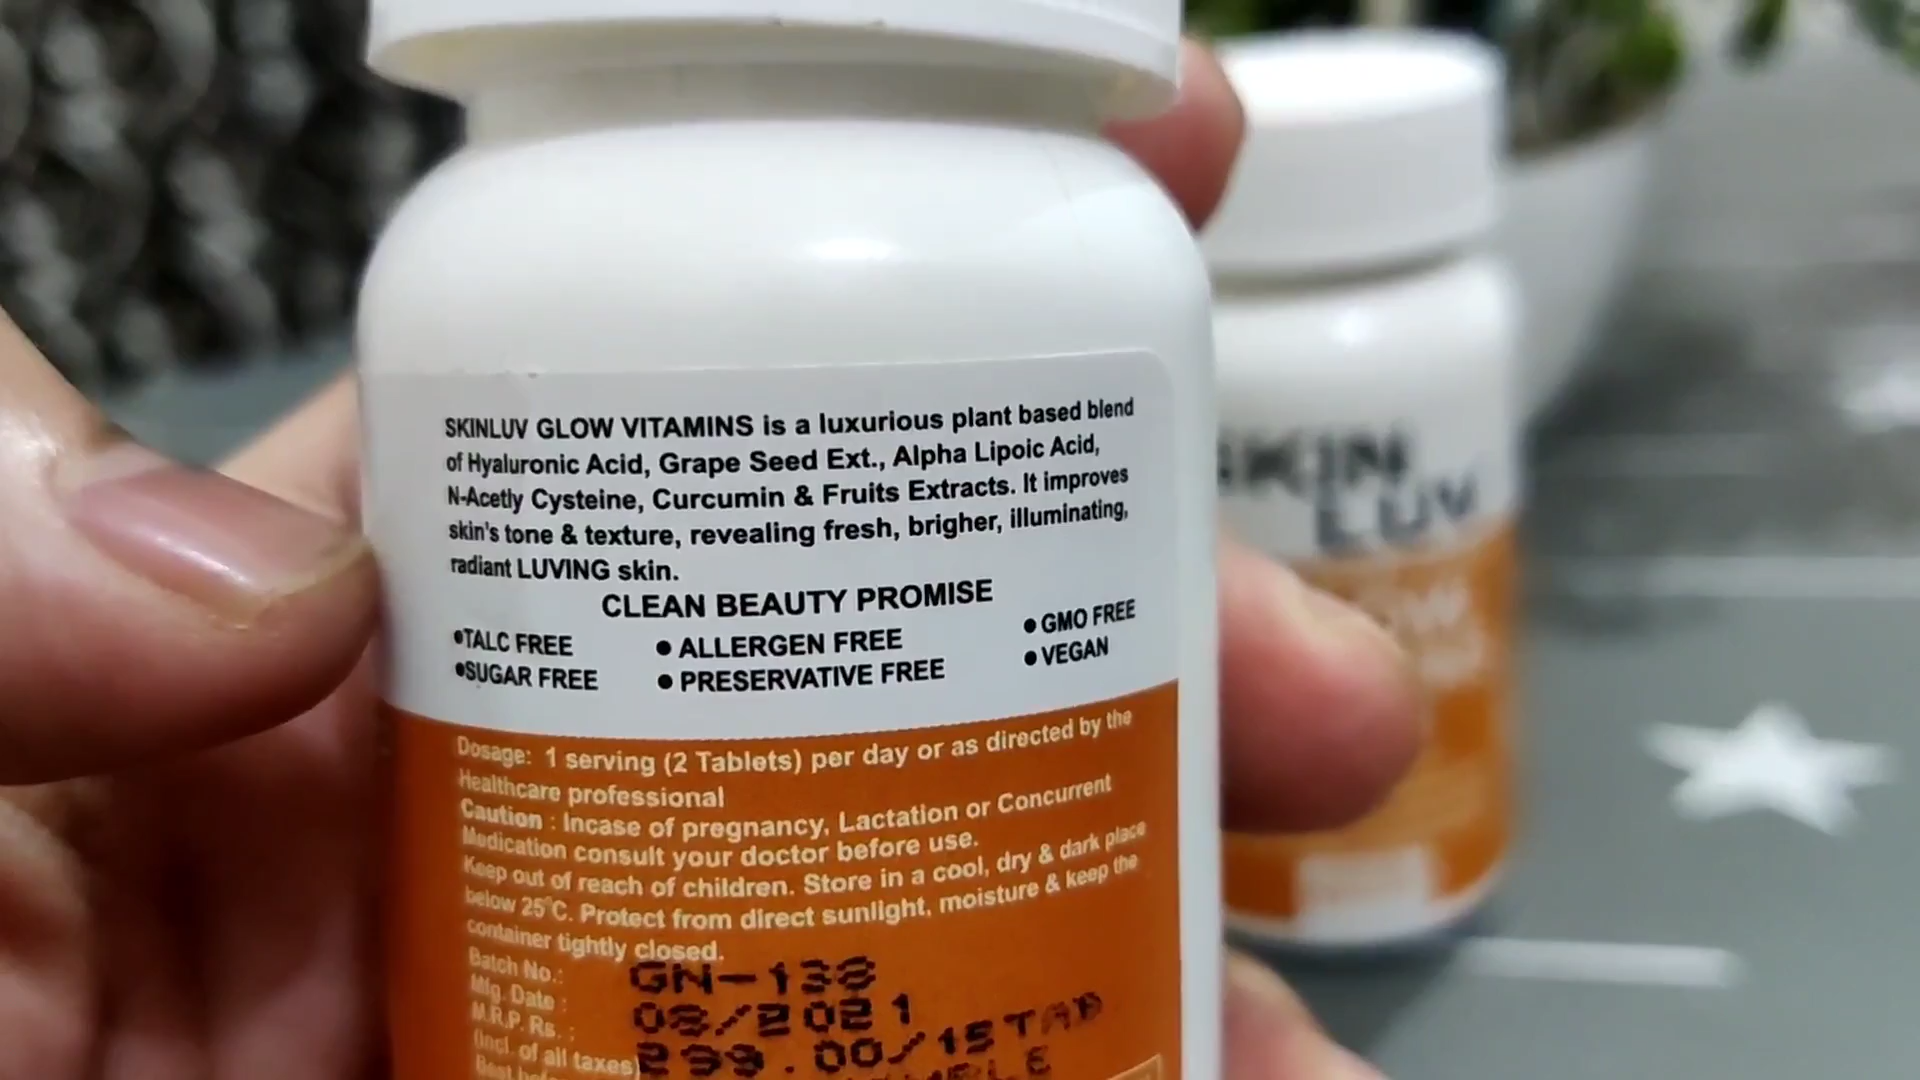 SKINLUV GLOW VITAMINS is a luxurious plant based blend
of Hyaluronic Acid, Grape Seed Ext., Alpha Lipoic Acid,
N-Acetly Cysteine, Curcumin & Fruits Extracts. It improves
skin's tone & texture, revealing fresh, brigher, illuminating,
radiant LUVING skin.
CLEAN BEAUTY PROMISE
•TALC FREE ● ALLERGEN FREE ● GMO FREE
•SUGAR FREE ● PRESERVATIVE FREE ● VEGAN
Dosage: 1 serving (2 Tablets) per day or as directed by the
Healthcare professional
Caution : Incase of pregnancy, Lactation or Concurrent
Medication consult your doctor before use.
Keep out of reach of children. Store in a cool, dry & dark place
below 25°C. Protect from direct sunlight, moisture & keep the
container tightly closed.
Batch No.: GN-138
Mfg. Date : 08/2021
M.R.P. Rs. : 299.00/15TAB
(Incl. of all taxes)
SKIN
LUV